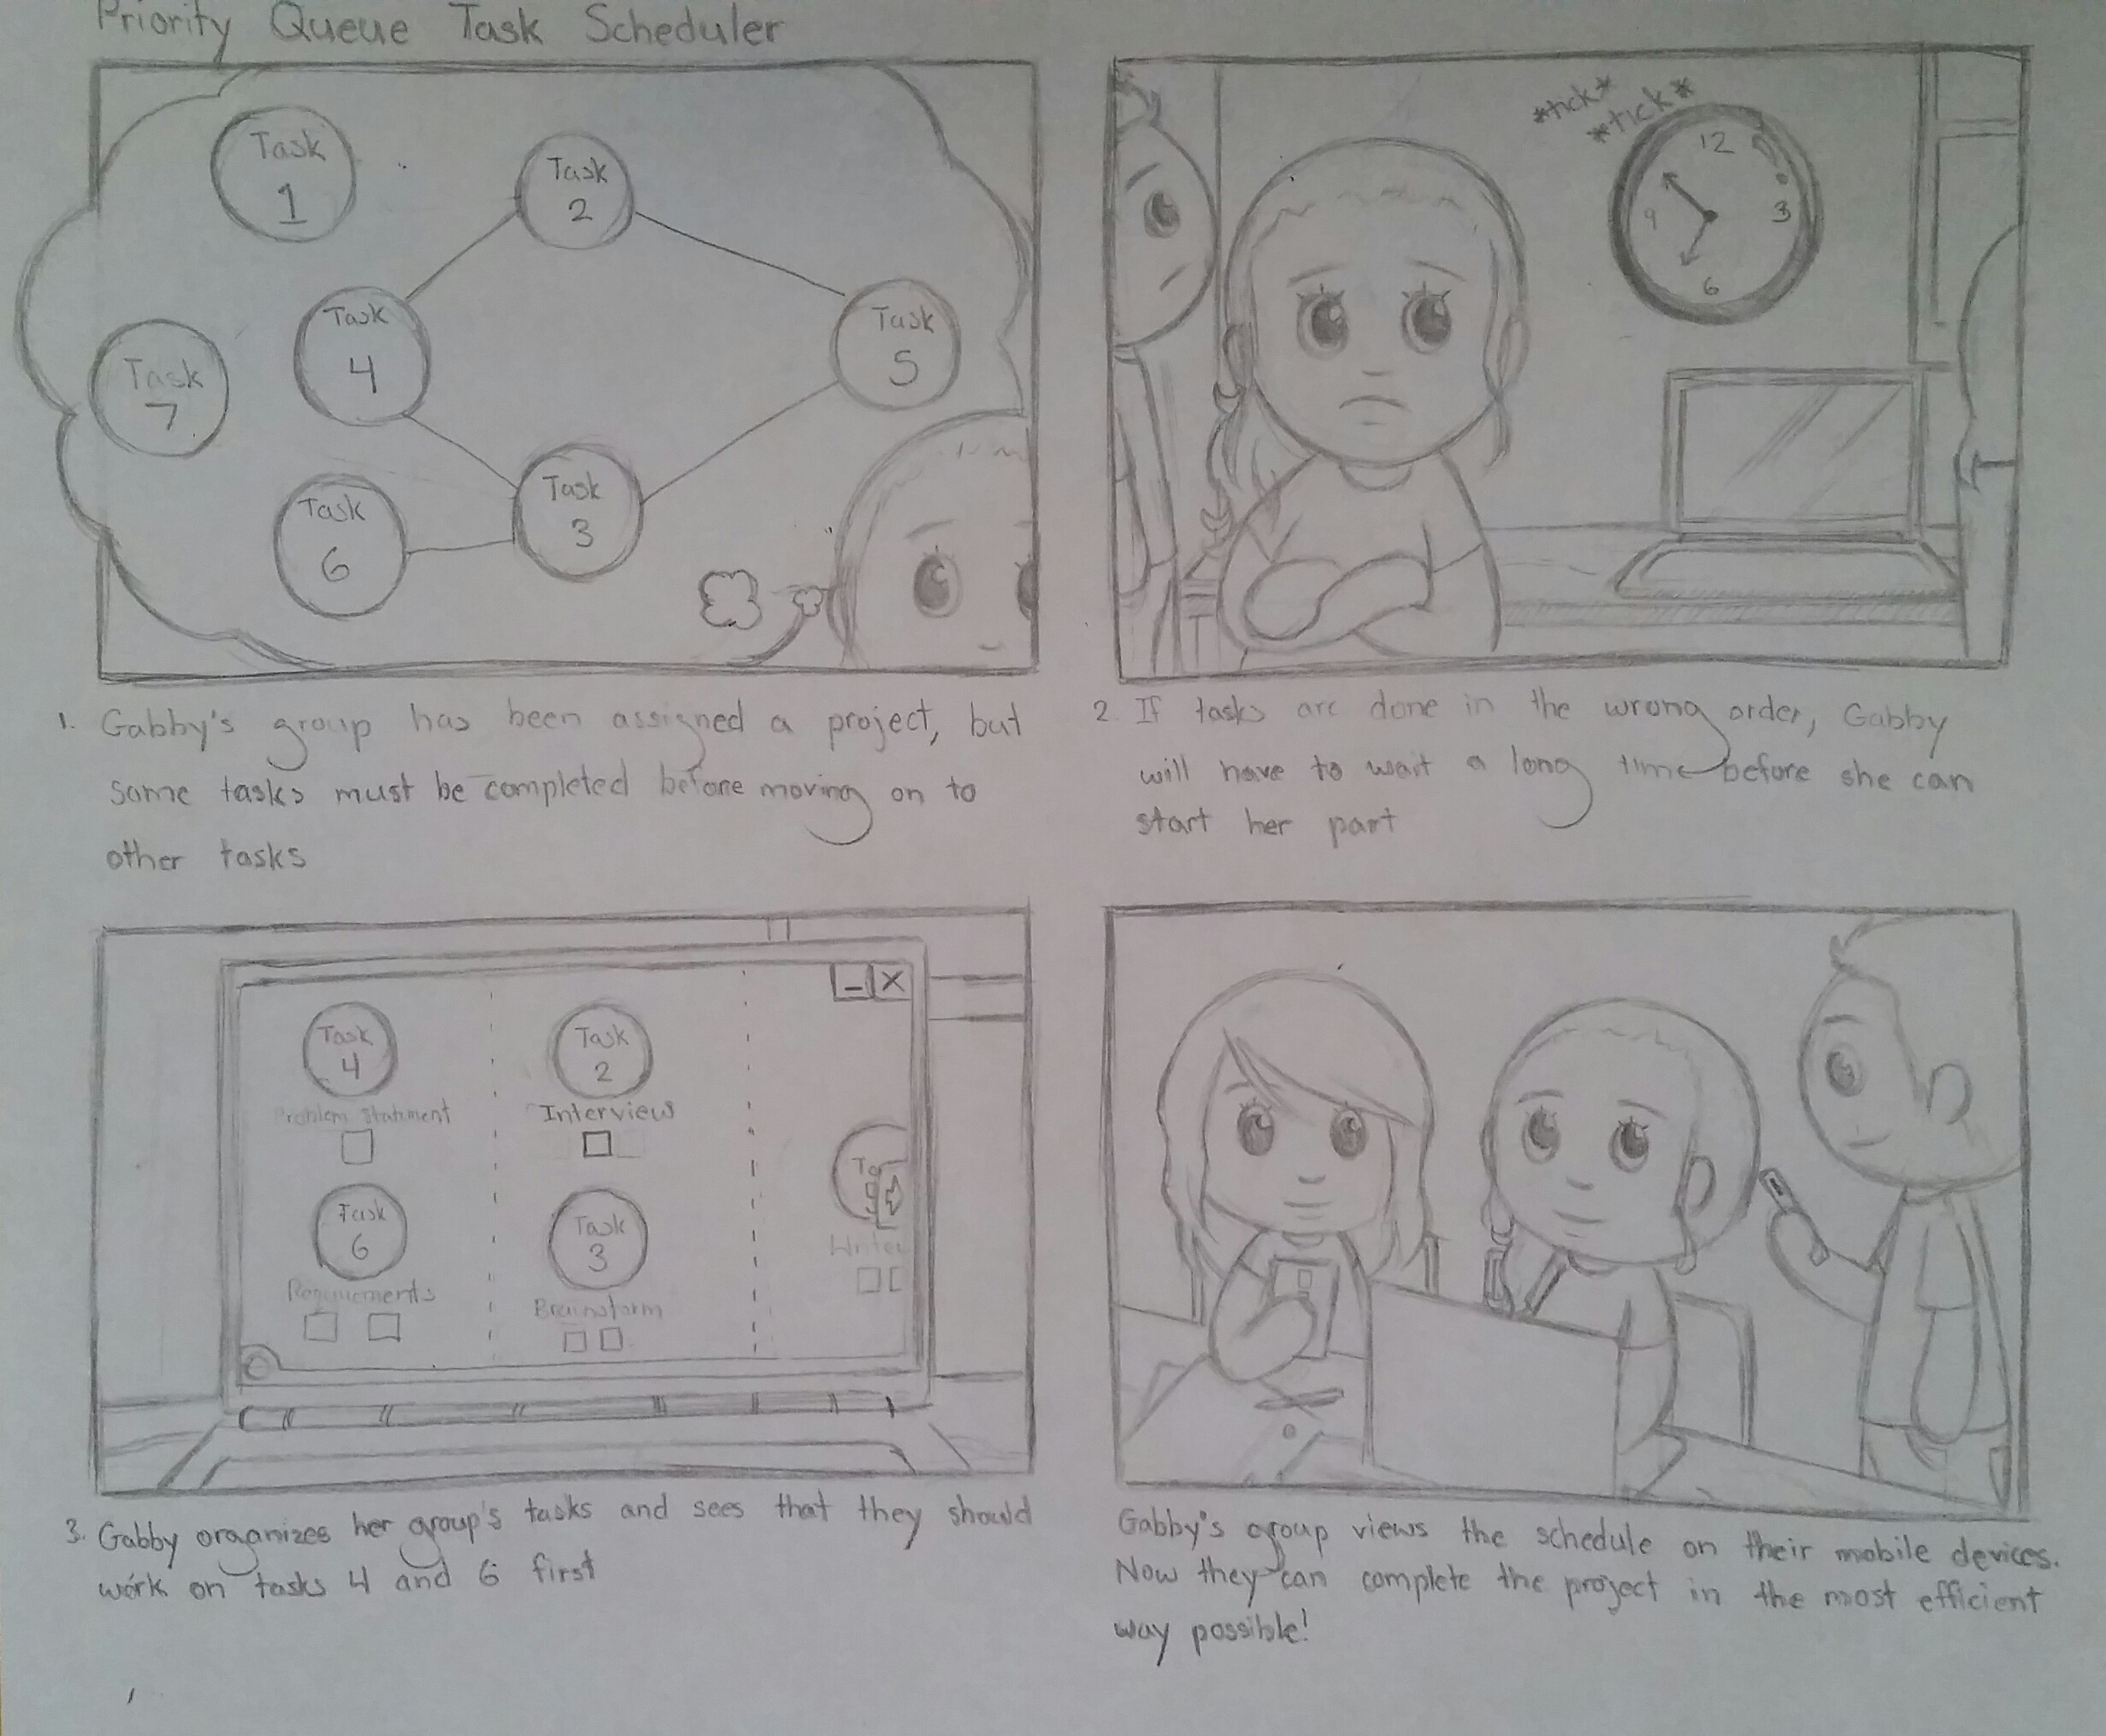 Priority Queue Task Scheduler
Task
1
Task
2
Task
4
Task
5
Task
7
Task
3
Task
6
*tick*
*tick*
12
9
3
6
1. Gabby's group has been assigned a project, but
some tasks must be completed before moving on to
other tasks
2. If tasks are done in the wrong order, Gabby
will have to wait a long time before she can
start her part
Task
4
Problem Statment
Task
2
Interview
Task
6
Requirements
Task
3
Brainstorm
3. Gabby organizes her group's tasks and sees that they should
work on tasks 4 and 6 first
Gabby's group views the schedule on their mobile devices.
Now they can complete the project in the most efficient
way possible!